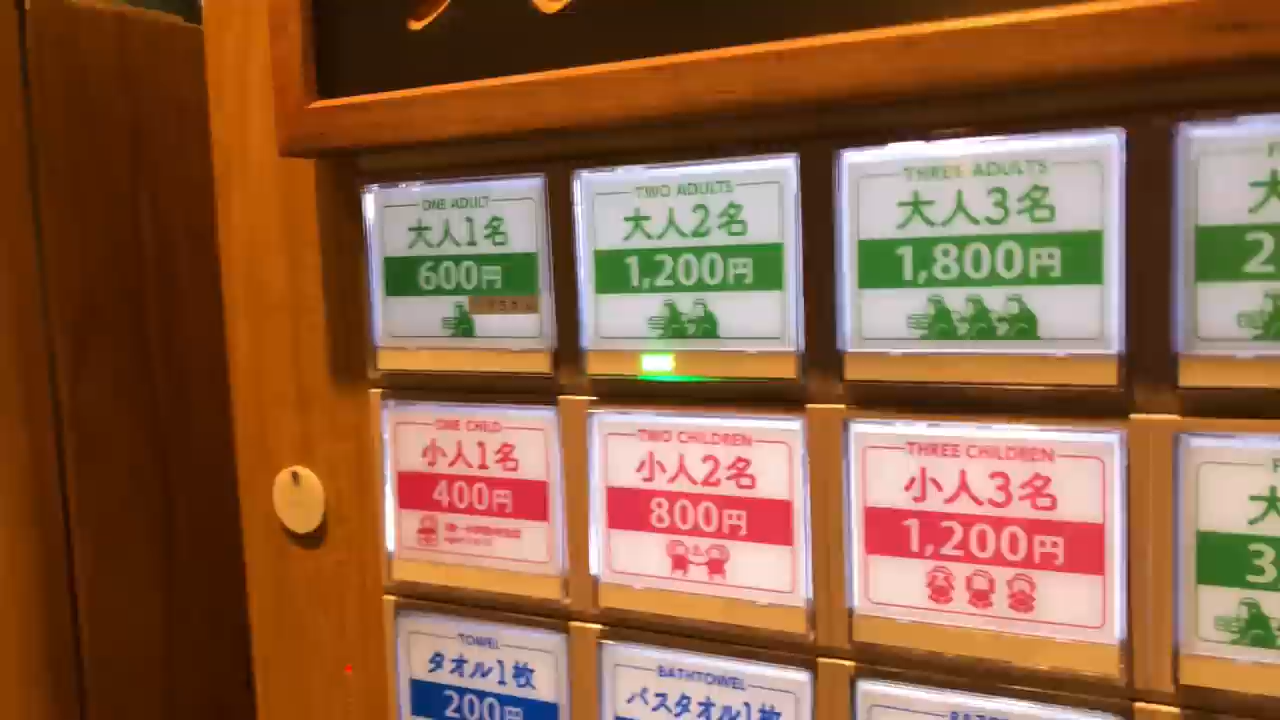 ONE ADULT
大人1名
600円
TWO ADULTS
大人2名
1,200円
THREE ADULTS
大人3名
1,800円
2
ONE CHILD
小人1名
400円
TWO CHILDREN
小人2名
800円
THREE CHILDREN
小人3名
1,200円
3
TOWEL
タオル1枚
200円
BATHTOWEL
バスタオル1枚